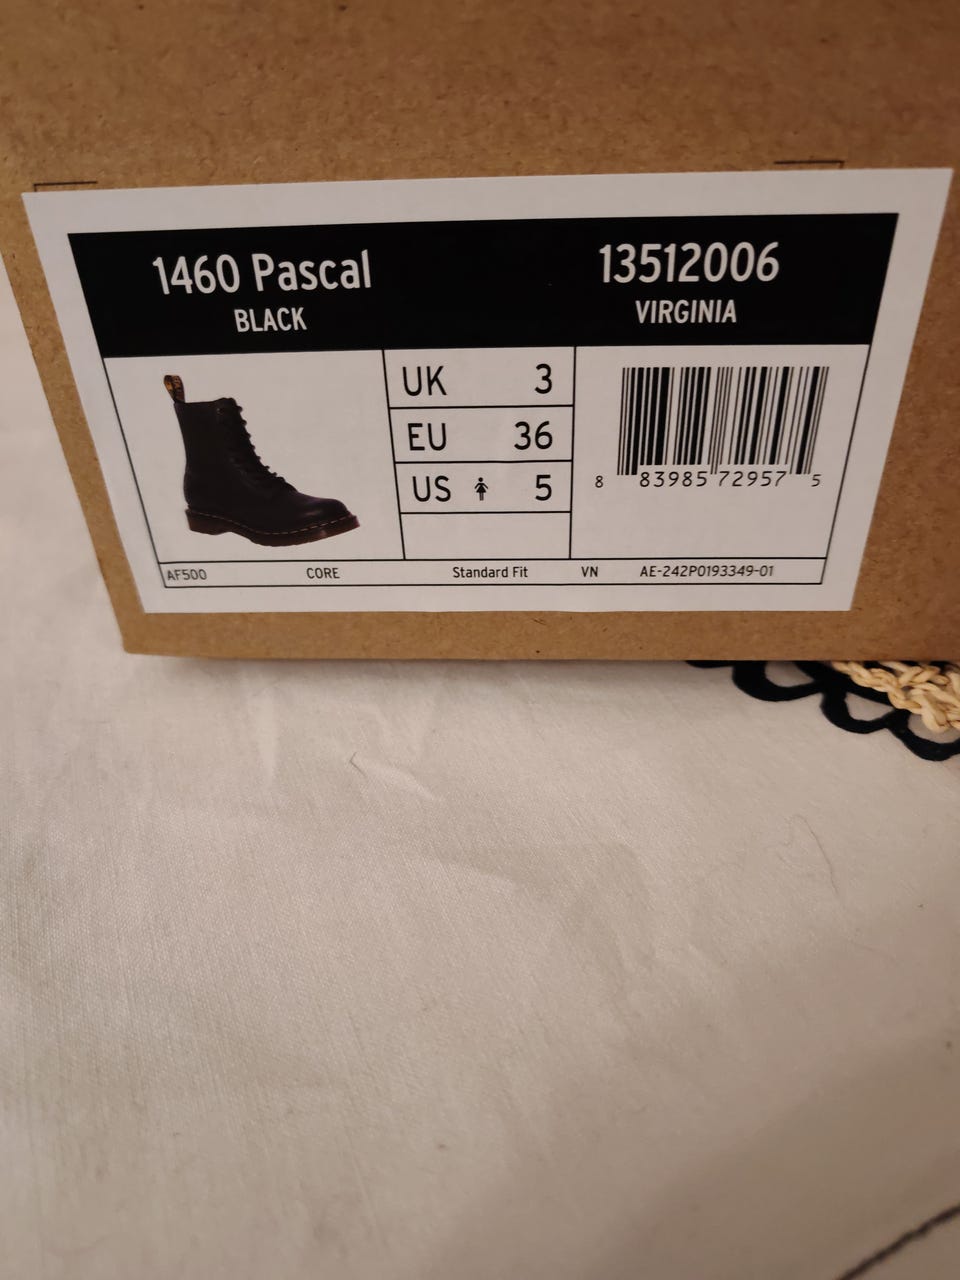 1460 Pascal
BLACK
13512006
VIRGINIA
UK 3
EU 36
US 5
8 83985 72957 5
AF500 CORE Standard Fit VN AE-242P0193349-01